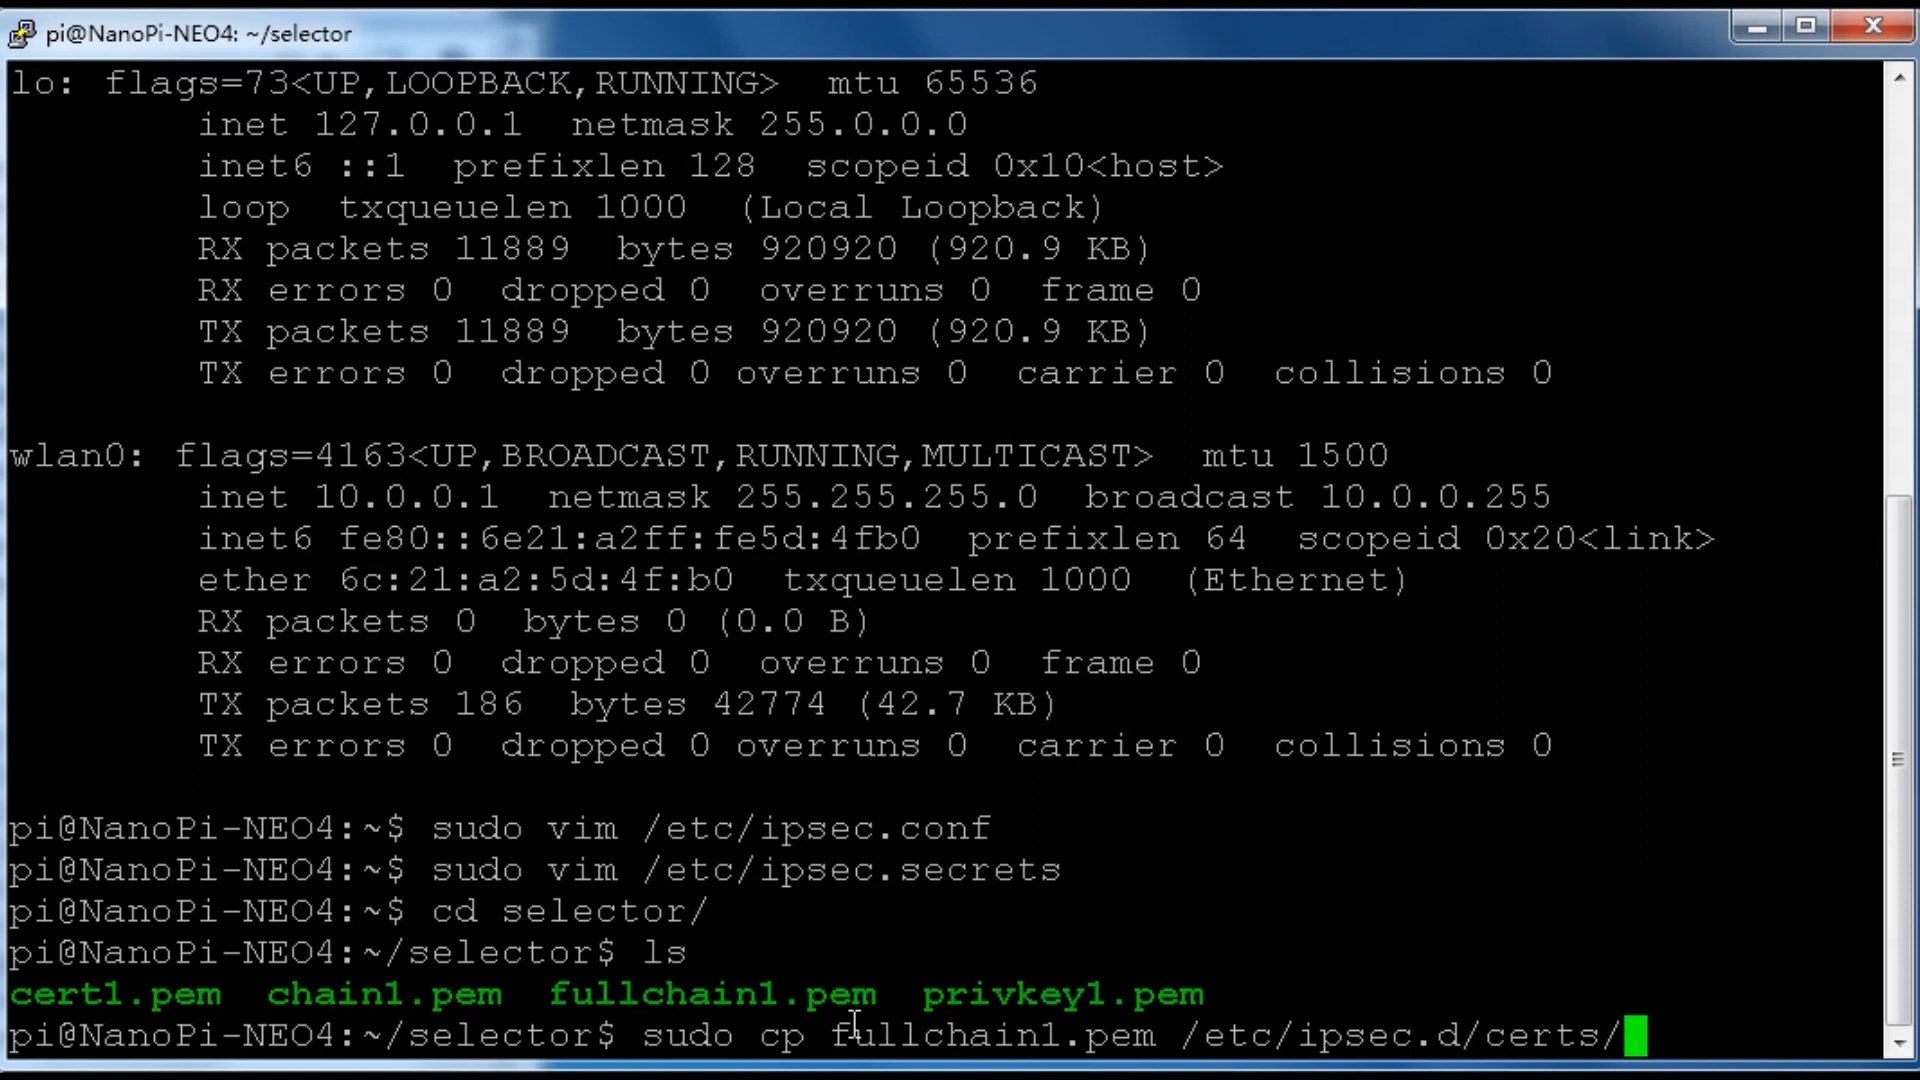 pi@NanoPi-NEO4: ~/selector
lo: flags=73<UP,LOOPBACK,RUNNING>  mtu 65536
        inet 127.0.0.1  netmask 255.0.0.0
        inet6 ::1  prefixlen 128  scopeid 0x10<host>
        loop  txqueuelen 1000  (Local Loopback)
        RX packets 11889  bytes 920920 (920.9 KB)
        RX errors 0  dropped 0  overruns 0  frame 0
        TX packets 11889  bytes 920920 (920.9 KB)
        TX errors 0  dropped 0 overruns 0  carrier 0  collisions 0
wlan0: flags=4163<UP,BROADCAST,RUNNING,MULTICAST>  mtu 1500
        inet 10.0.0.1  netmask 255.255.255.0  broadcast 10.0.0.255
        inet6 fe80::6e21:a2ff:fe5d:4fb0  prefixlen 64  scopeid 0x20<link>
        ether 6c:21:a2:5d:4f:b0  txqueuelen 1000  (Ethernet)
        RX packets 0  bytes 0 (0.0 B)
        RX errors 0  dropped 0  overruns 0  frame 0
        TX packets 186  bytes 42774 (42.7 KB)
        TX errors 0  dropped 0 overruns 0  carrier 0  collisions 0
pi@NanoPi-NEO4:~$ sudo vim /etc/ipsec.conf
pi@NanoPi-NEO4:~$ sudo vim /etc/ipsec.secrets
pi@NanoPi-NEO4:~$ cd selector/
pi@NanoPi-NEO4:~/selector$ ls
cert1.pem  chain1.pem  fullchain1.pem  privkey1.pem
pi@NanoPi-NEO4:~/selector$ sudo cp fullchain1.pem /etc/ipsec.d/certs/